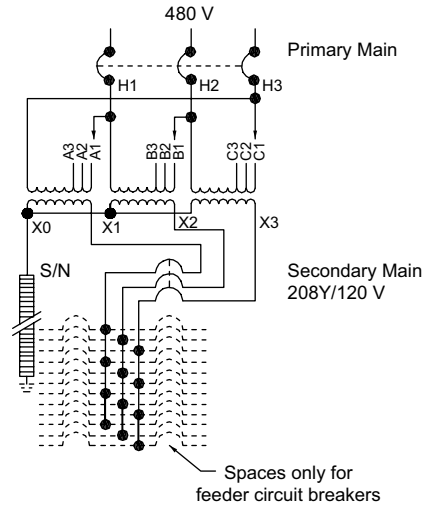 480 V
Primary Main
H1
H2
H3
A3
A2
A1
B3
B2
B1
C3
C2
C1
X0
X1
X2
X3
S/N
Secondary Main
208Y/120 V
Spaces only for
feeder circuit breakers